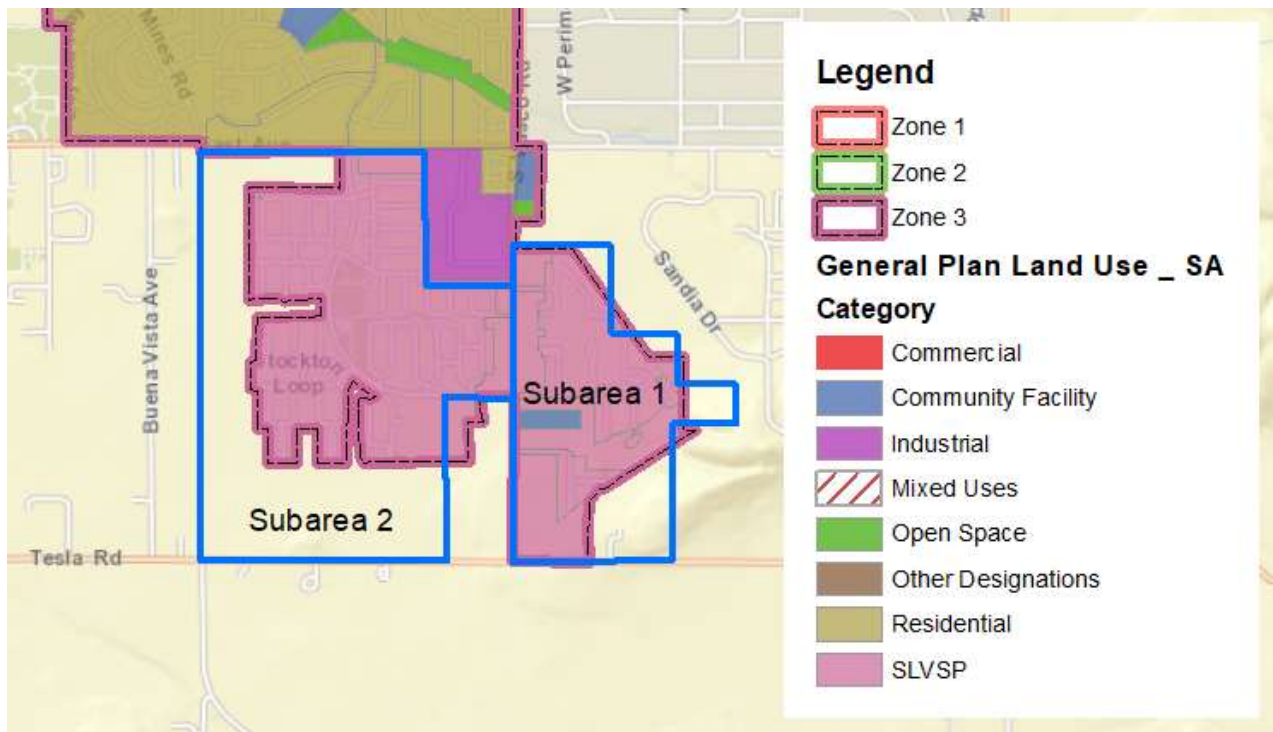 Mines Rd
W Perim
Legend
Zone 1
Zone 2
Zone 3
General Plan Land Use _ SA
Category
Commercial
Community Facility
Industrial
Mixed Uses
Open Space
Other Designations
Residential
SLVSP
Sandia Dr
Buena Vista Ave
Stockton
Loop
Subarea 1
Subarea 2
Tesla Rd